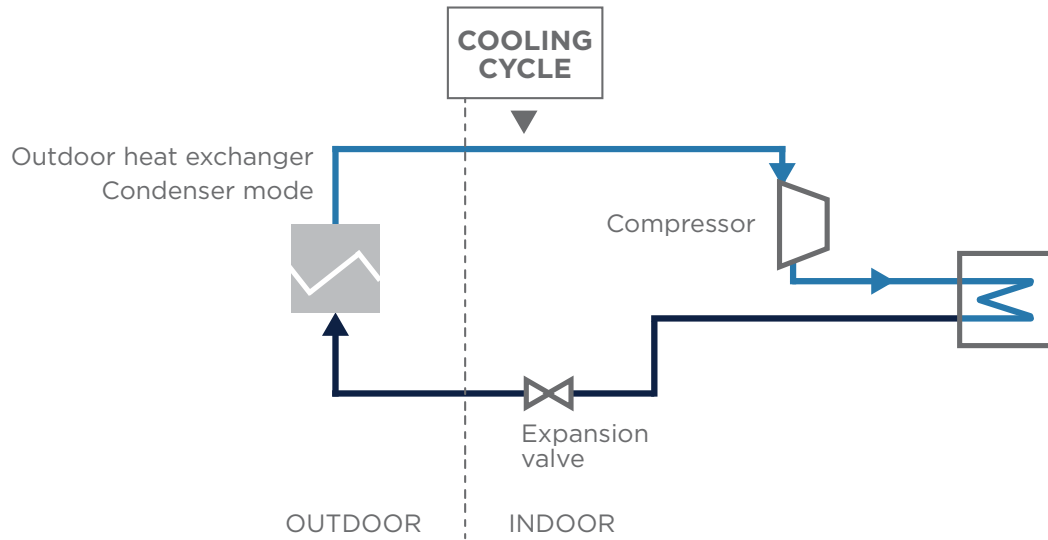 COOLING
CYCLE
Outdoor heat exchanger
Condenser mode
Compressor
Expansion
valve
OUTDOOR
INDOOR